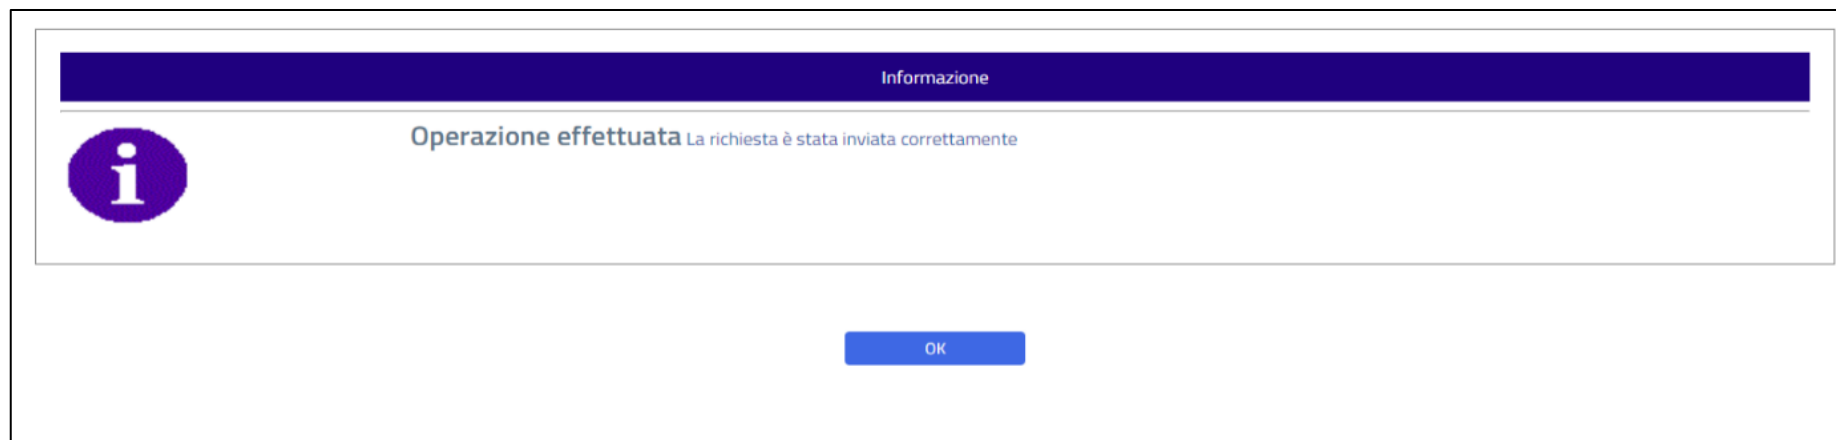 Informazione
Operazione effettuata La richiesta è stata inviata correttamente
OK